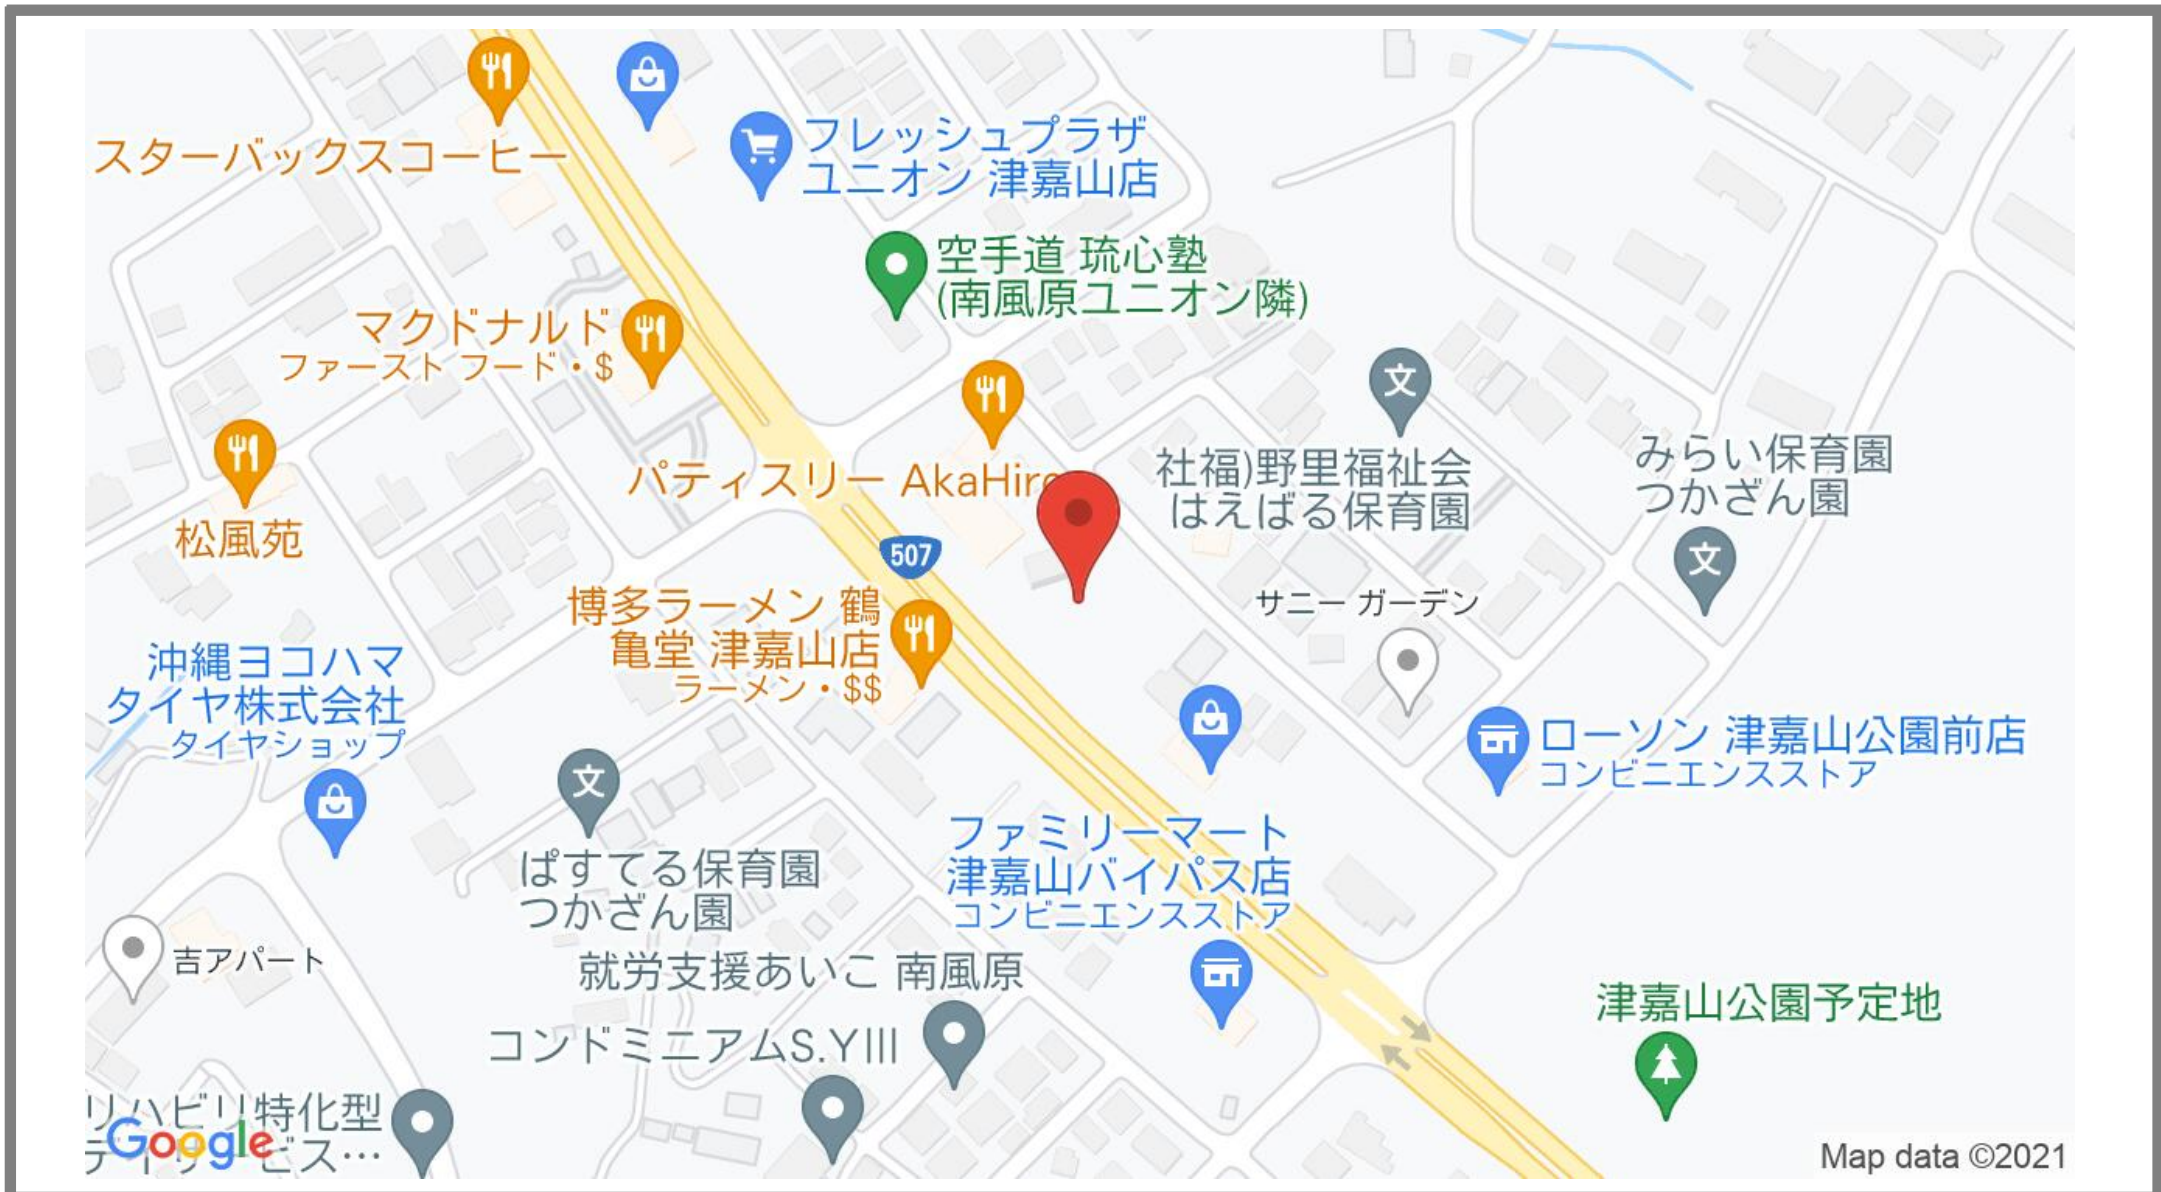 スターバックスコーヒー
フレッシュプラザ
ユニオン 津嘉山店
空手道 琉心塾
(南風原ユニオン隣)
マクドナルド
ファースト フード・$
文
パティスリー AkaHiro
社福)野里福祉会
はえばる保育園
みらい保育園
つかざん園
文
松風苑
507
博多ラーメン 鶴
亀堂 津嘉山店
ラーメン・$$
サニー ガーデン
沖縄ヨコハマ
タイヤ株式会社
タイヤショップ
ローソン 津嘉山公園前店
コンビニエンスストア
文
ぱすてる保育園
つかざん園
ファミリーマート
津嘉山バイパス店
コンビニエンスストア
吉アパート
就労支援あいこ 南風原
コンドミニアムS.YIII
津嘉山公園予定地
リハビリ特化型
デイサービス…
Google
Map data ©2021